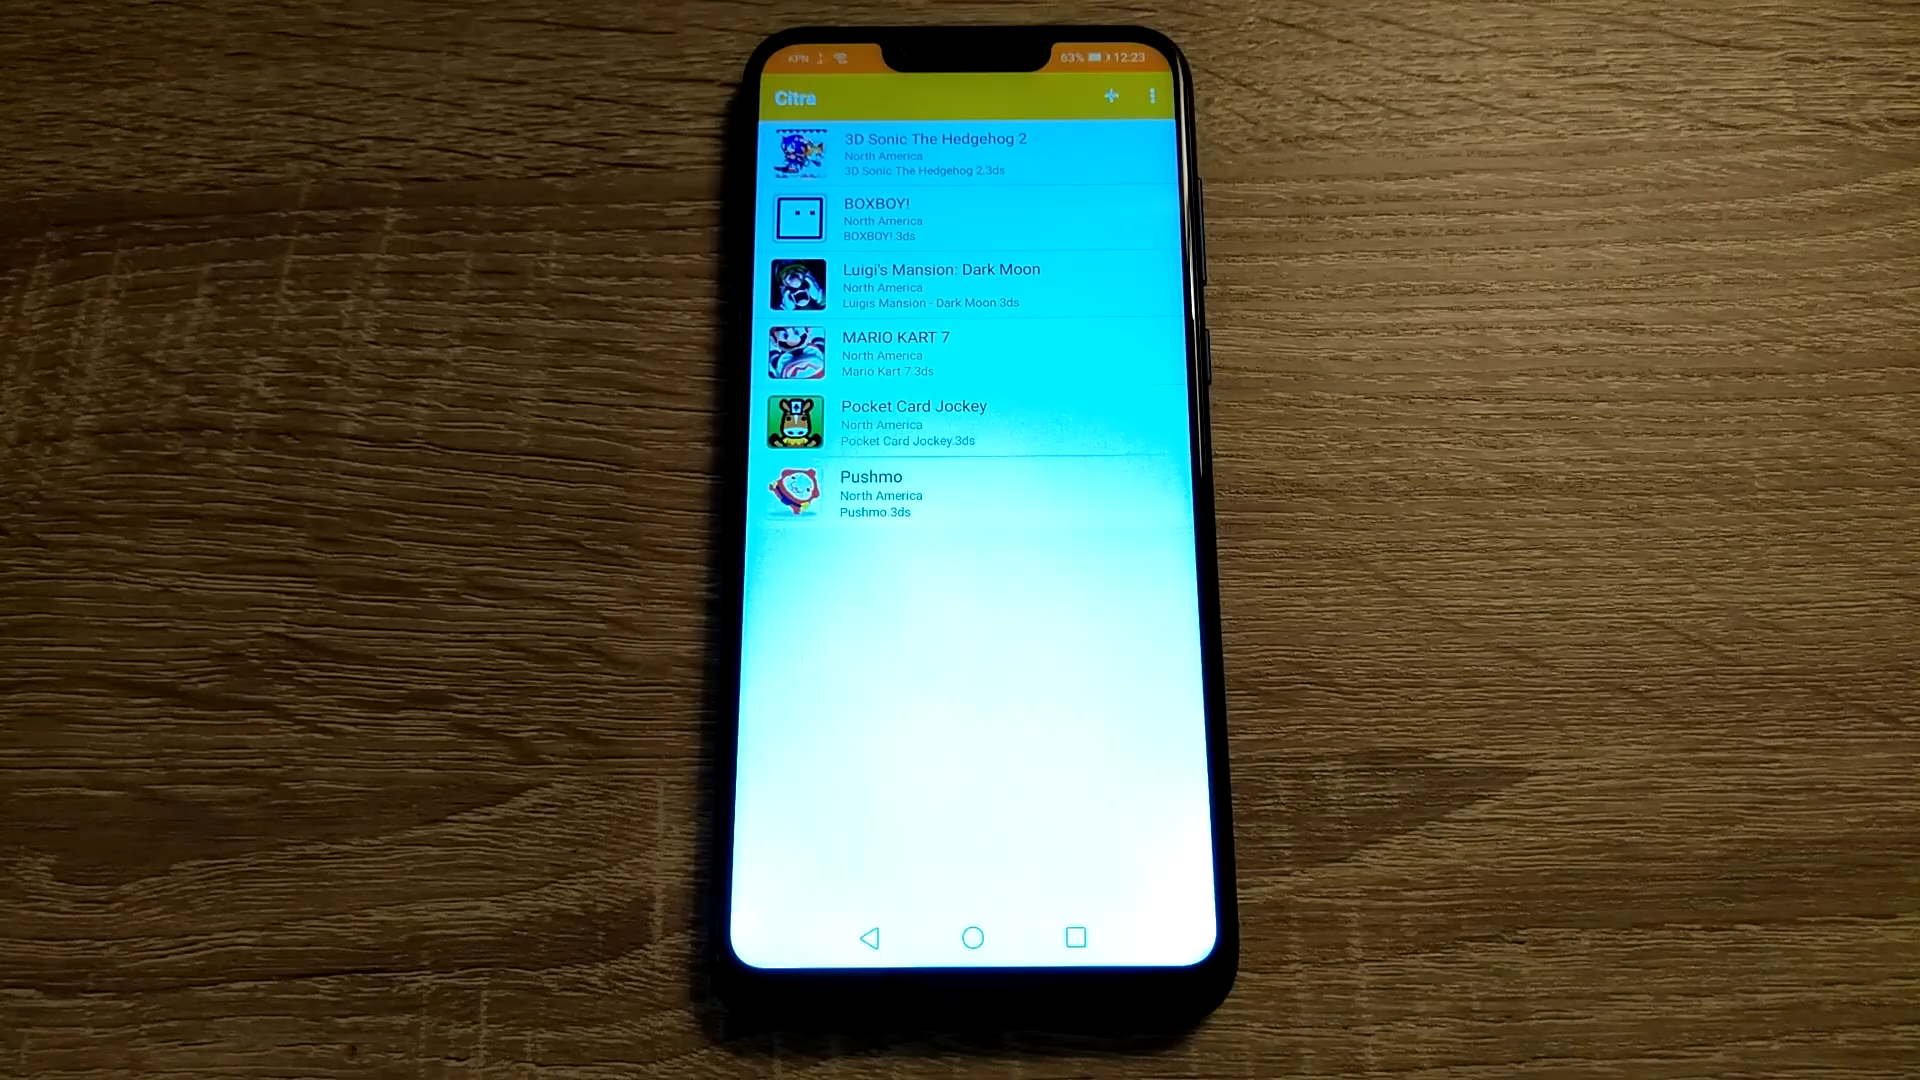 KPN 63% 12:23
Citra
3D Sonic The Hedgehog 2
North America
3D Sonic The Hedgehog 2.3ds
BOXBOY!
North America
BOXBOY!.3ds
Luigi's Mansion: Dark Moon
North America
Luigis Mansion - Dark Moon.3ds
MARIO KART 7
North America
Mario Kart 7.3ds
Pocket Card Jockey
North America
Pocket Card Jockey.3ds
Pushmo
North America
Pushmo.3ds